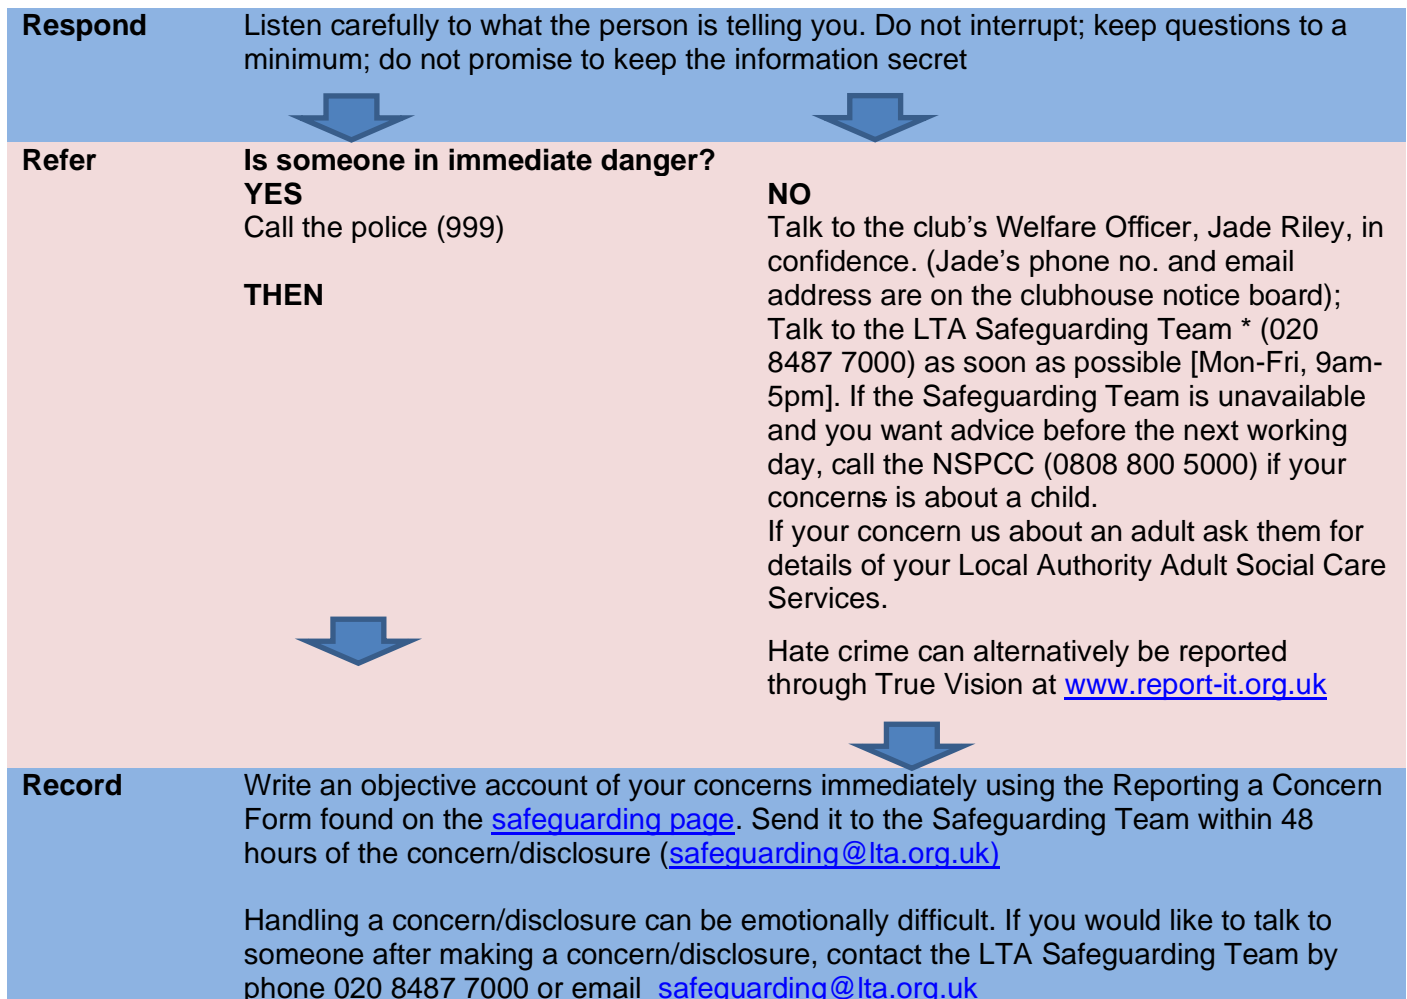 Respond
Listen carefully to what the person is telling you. Do not interrupt; keep questions to a
minimum; do not promise to keep the information secret
Refer
Is someone in immediate danger?
YES
Call the police (999)
THEN
NO
Talk to the club’s Welfare Officer, Jade Riley, in
confidence. (Jade’s phone no. and email
address are on the clubhouse notice board);
Talk to the LTA Safeguarding Team * (020
8487 7000) as soon as possible [Mon-Fri, 9am-
5pm]. If the Safeguarding Team is unavailable
and you want advice before the next working
day, call the NSPCC (0808 800 5000) if your
concerns is about a child.
If your concern us about an adult ask them for
details of your Local Authority Adult Social Care
Services.
Hate crime can alternatively be reported
through True Vision at www.report-it.org.uk
Record
Write an objective account of your concerns immediately using the Reporting a Concern
Form found on the safeguarding page. Send it to the Safeguarding Team within 48
hours of the concern/disclosure (safeguarding@lta.org.uk)
Handling a concern/disclosure can be emotionally difficult. If you would like to talk to
someone after making a concern/disclosure, contact the LTA Safeguarding Team by
phone 020 8487 7000 or email  safeguarding@lta.org.uk